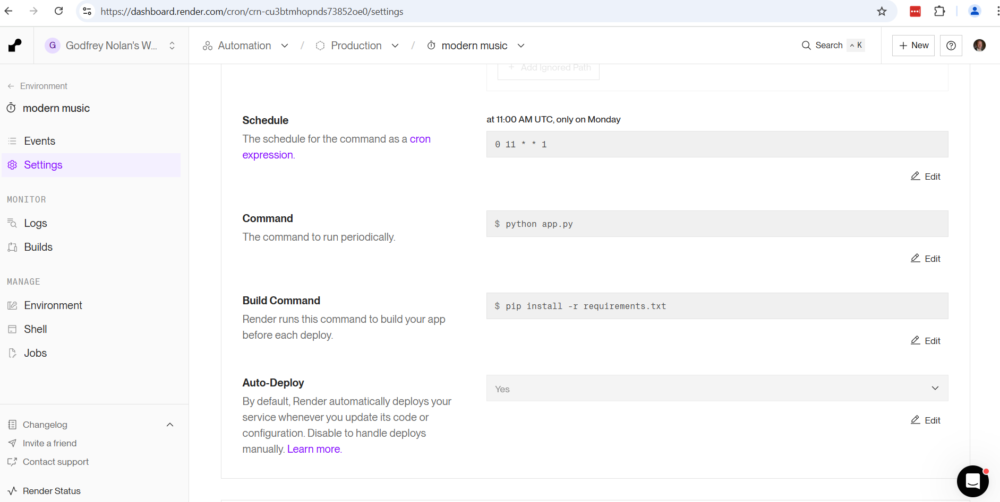 https://dashboard.render.com/cron/crn-cu3btmhopnds73852oe0/settings
G Godfrey Nolan's W...
Automation / Production / modern music
Search ^ K
+ New
Environment
modern music
Events
Settings
MONITOR
Logs
Builds
MANAGE
Environment
Shell
Jobs
Changelog
Invite a friend
Contact support
Render Status
+ Add Ignored Path
Schedule
The schedule for the command as a cron
expression.
at 11:00 AM UTC, only on Monday
0 11 * * 1
Edit
Command
The command to run periodically.
$ python app.py
Edit
Build Command
Render runs this command to build your app
before each deploy.
$ pip install -r requirements.txt
Edit
Auto-Deploy
By default, Render automatically deploys your
service whenever you update its code or
configuration. Disable to handle deploys
manually. Learn more.
Yes
Edit